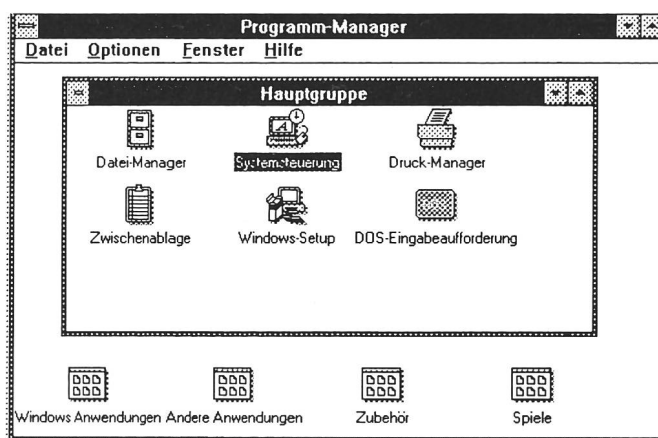 Programm-Manager
Datei Optionen Fenster Hilfe
Hauptgruppe
Datei-Manager Systemsteuerung Druck-Manager
Zwischenablage Windows-Setup DOS-Eingabeaufforderung
Windows Anwendungen Andere Anwendungen Zubehör Spiele